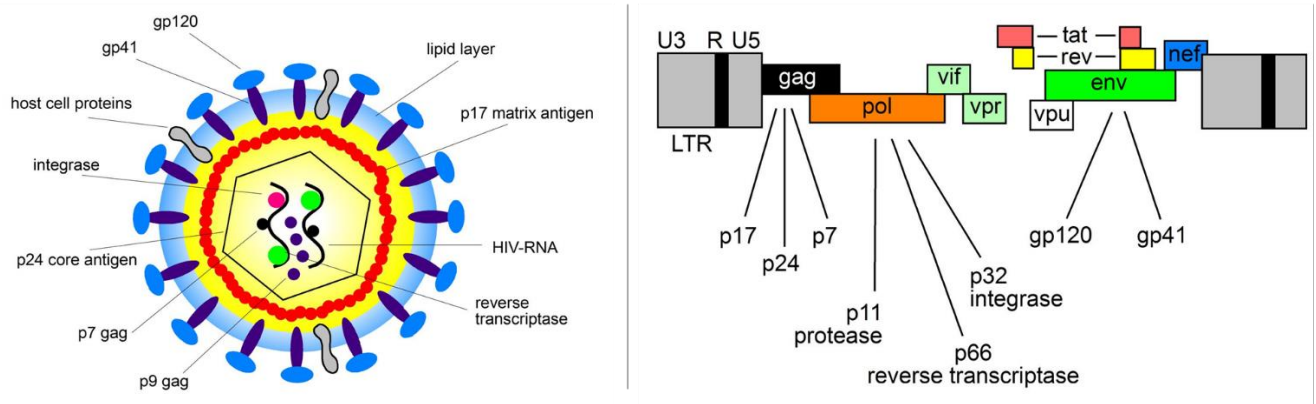 gp120
gp41
lipid layer
host cell proteins
p17 matrix antigen
integrase
p24 core antigen
HIV-RNA
p7 gag
reverse
transcriptase
p9 gag
U3 R U5
tat
rev
nef
gag
vif
env
pol
vpr
vpu
LTR
p17
p24
p7
gp120
gp41
p32
integrase
p11
protease
p66
reverse transcriptase